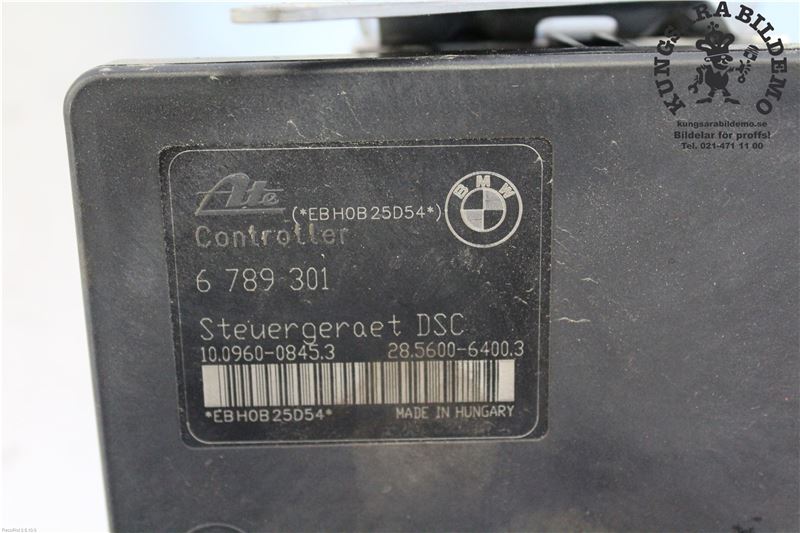 KUNGSÄRABILDEMO
kungsarabildemo.se
Bildelar för proffs!
Tel. 021-471 11 00
Ate
(*EBH0B25D54*)
BMW
Controller
6 789 301
Steuergeraet DSC
10.0960-0845.3 28.5600-6400.3
*EBH0B25D54*
MADE IN HUNGARY